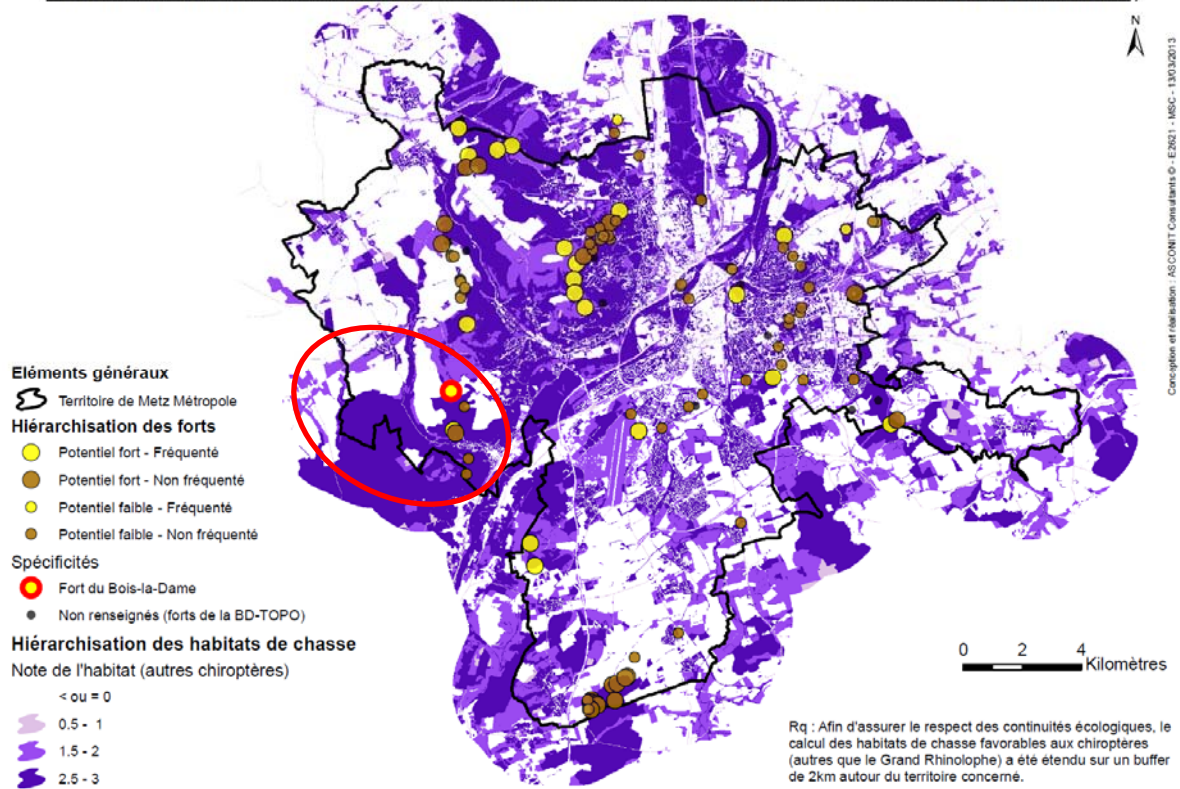 N
Conception et réalisation : ASCONIT Consultants © - E2621 - MSC - 13/03/2013
Eléments généraux
Territoire de Metz Métropole
Hiérarchisation des forts
Potentiel fort - Fréquenté
Potentiel fort - Non fréquenté
Potentiel faible - Fréquenté
Potentiel faible - Non fréquenté
Spécificités
Fort du Bois-la-Dame
Non renseignés (forts de la BD-TOPO)
Hiérarchisation des habitats de chasse
Note de l'habitat (autres chiroptères)
< ou = 0
0.5 - 1
1.5 - 2
2.5 - 3
0 2 4
Kilomètres
Rq : Afin d'assurer le respect des continuités écologiques, le
calcul des habitats de chasse favorables aux chiroptères
(autres que le Grand Rhinolophe) a été étendu sur un buffer
de 2km autour du territoire concerné.